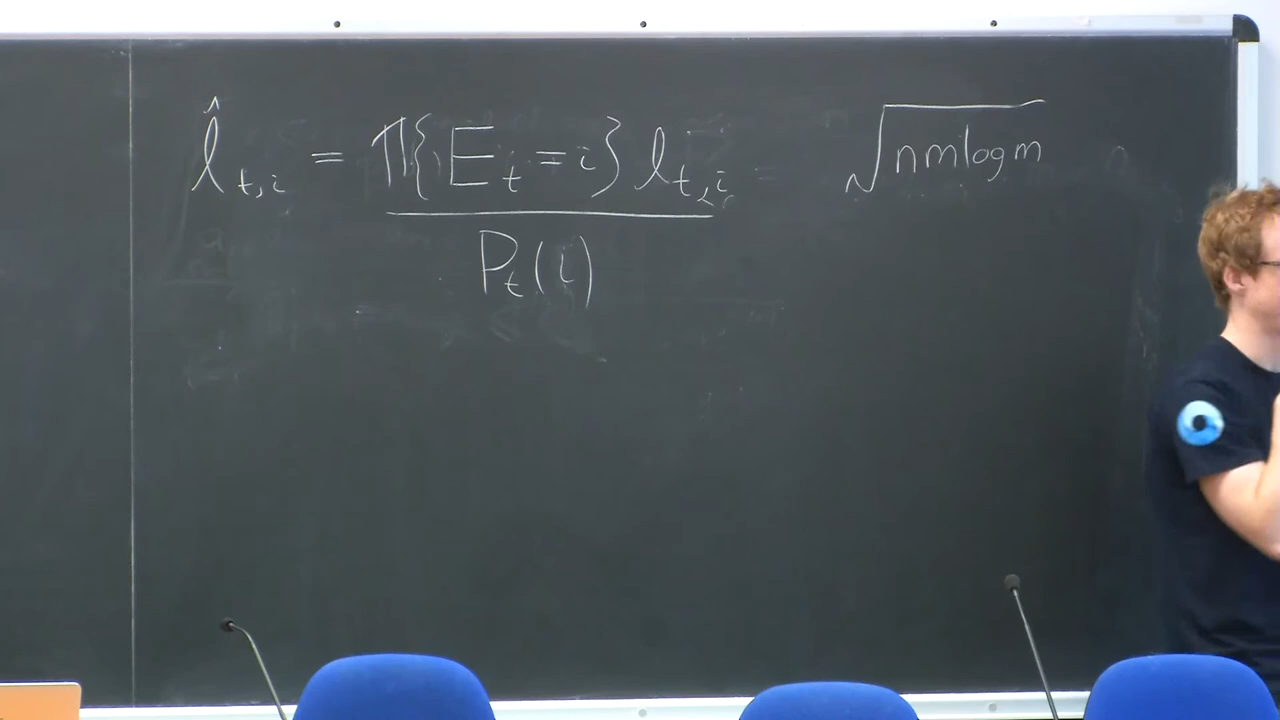 l̂_{t,i} = 𝟙{E_t = i} l_{t,i}
P_t(i)
√(nm log m)